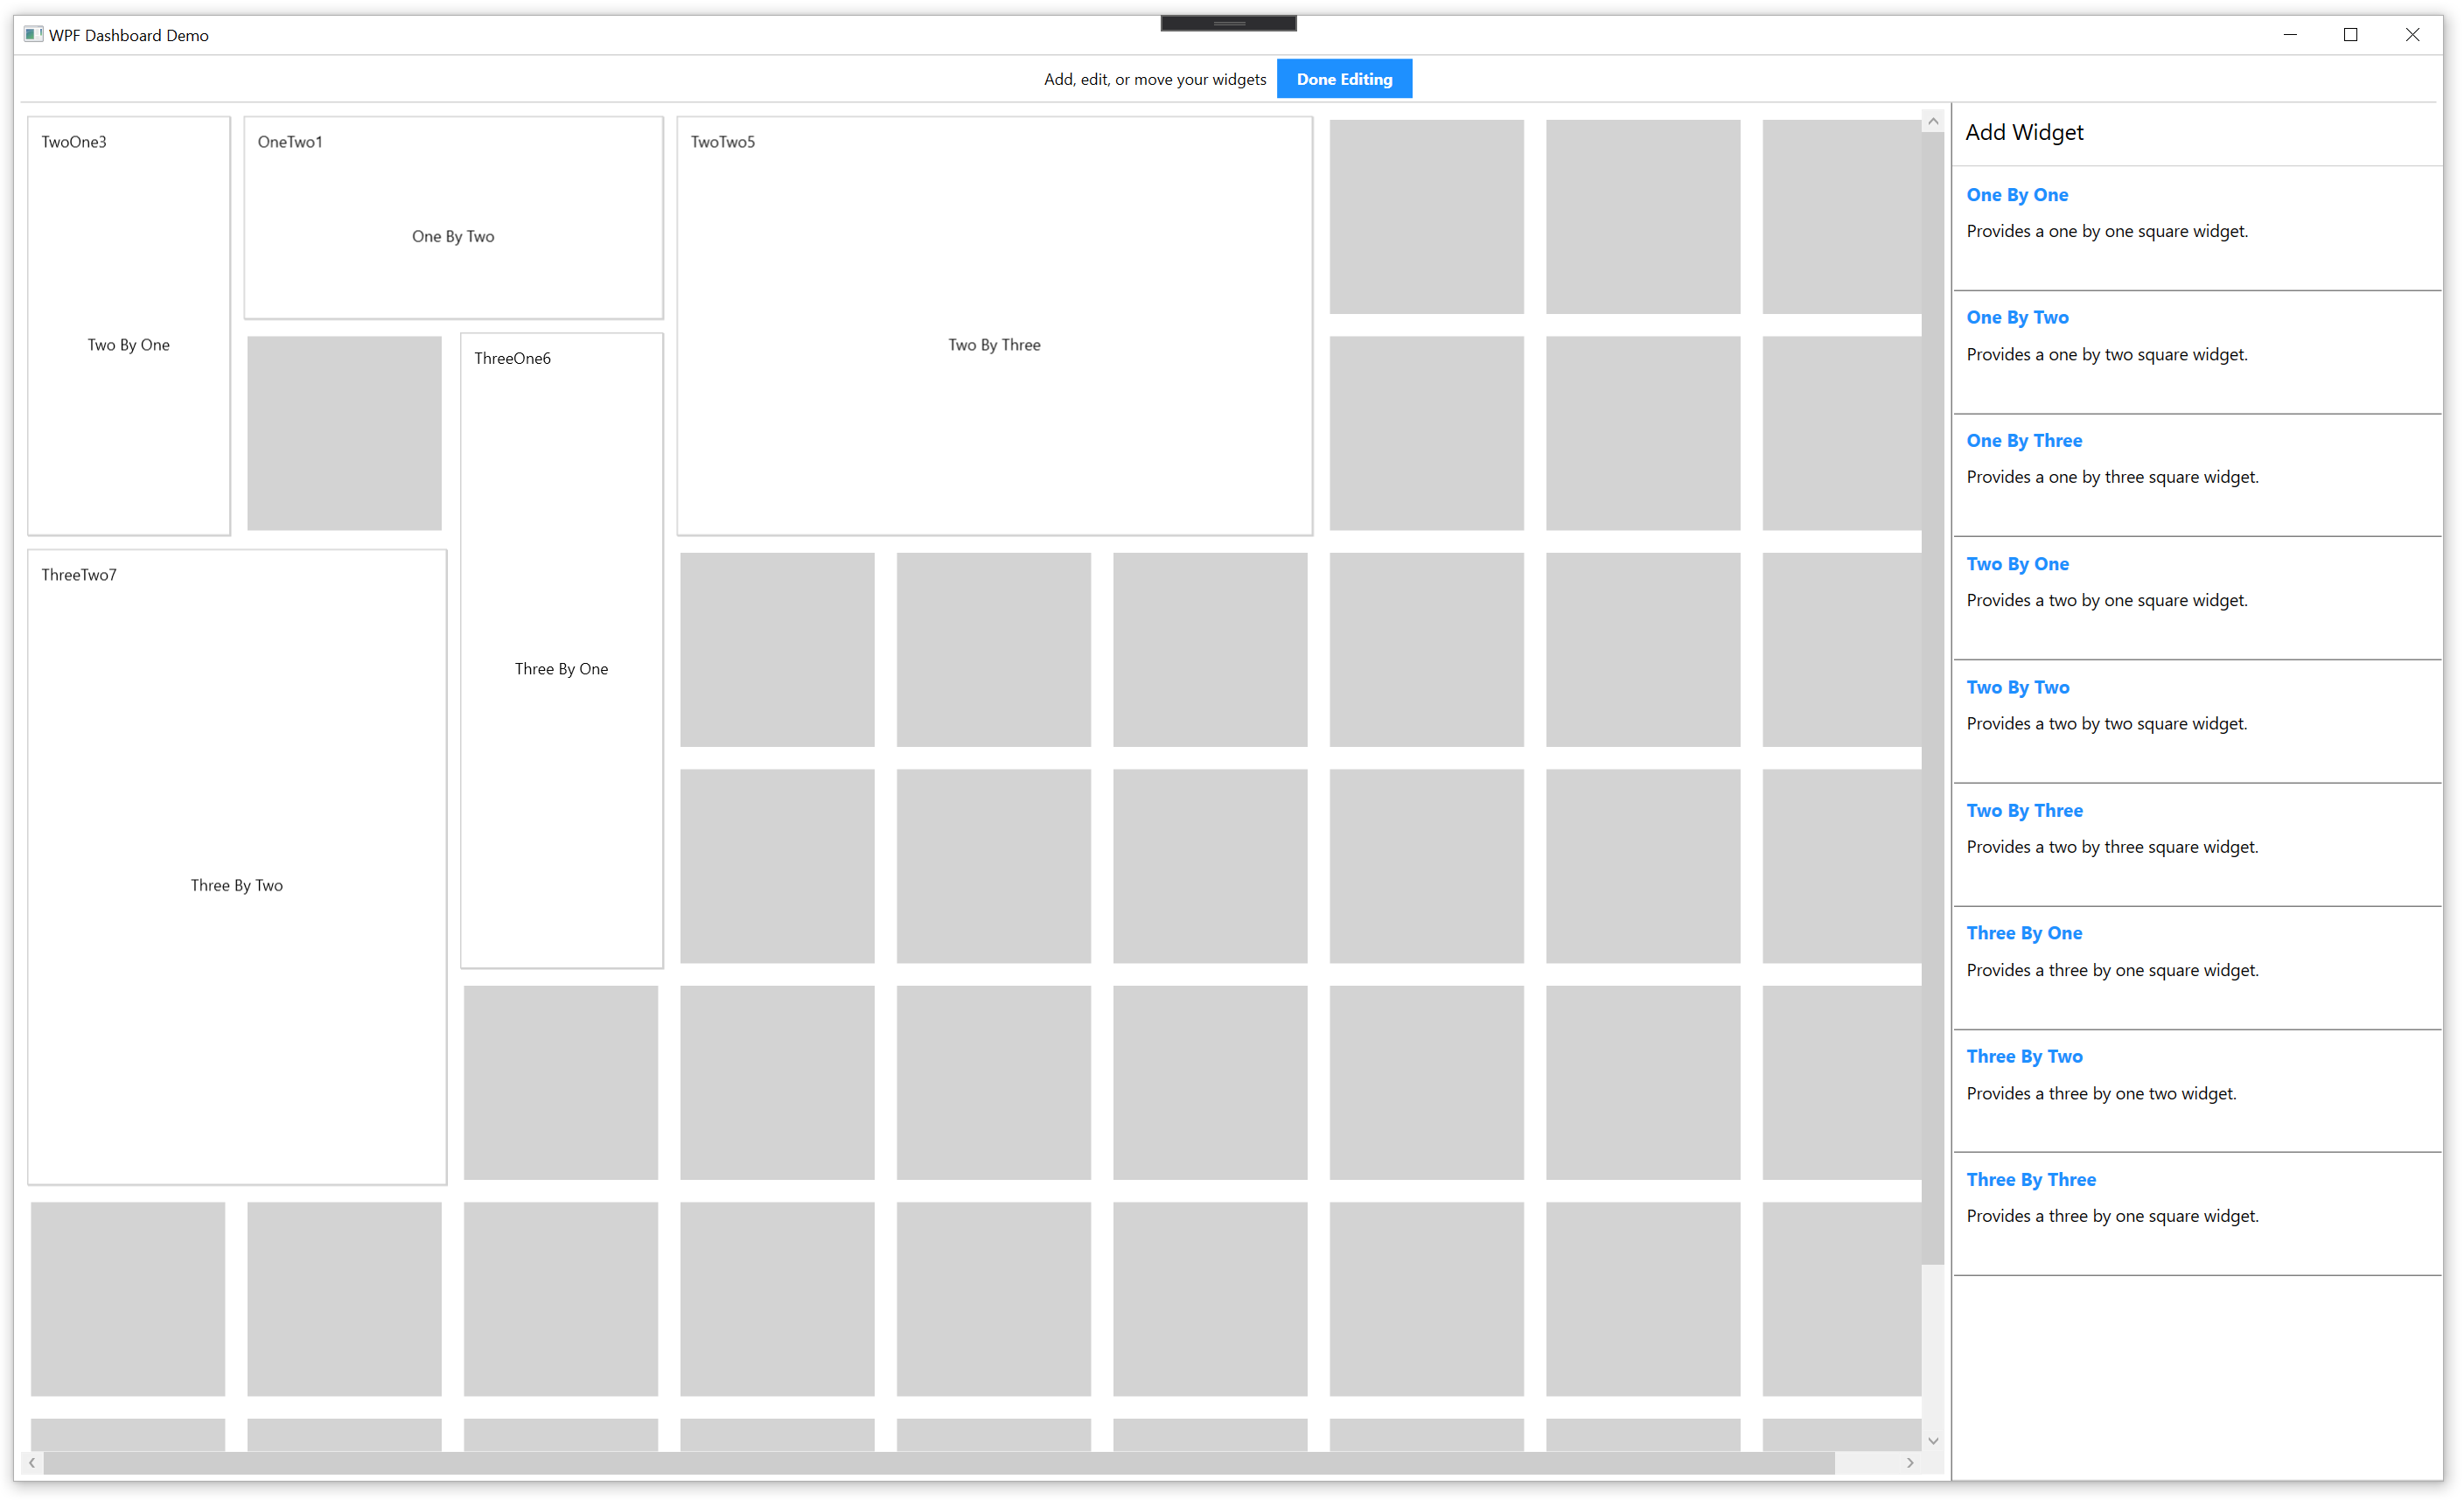 WPF Dashboard Demo
Add, edit, or move your widgets
Done Editing
TwoOne3
Two By One
OneTwo1
One By Two
TwoTwo5
Two By Three
ThreeOne6
Three By One
ThreeTwo7
Three By Two
Add Widget
One By One
Provides a one by one square widget.
One By Two
Provides a one by two square widget.
One By Three
Provides a one by three square widget.
Two By One
Provides a two by one square widget.
Two By Two
Provides a two by two square widget.
Two By Three
Provides a two by three square widget.
Three By One
Provides a three by one square widget.
Three By Two
Provides a three by one two widget.
Three By Three
Provides a three by one square widget.